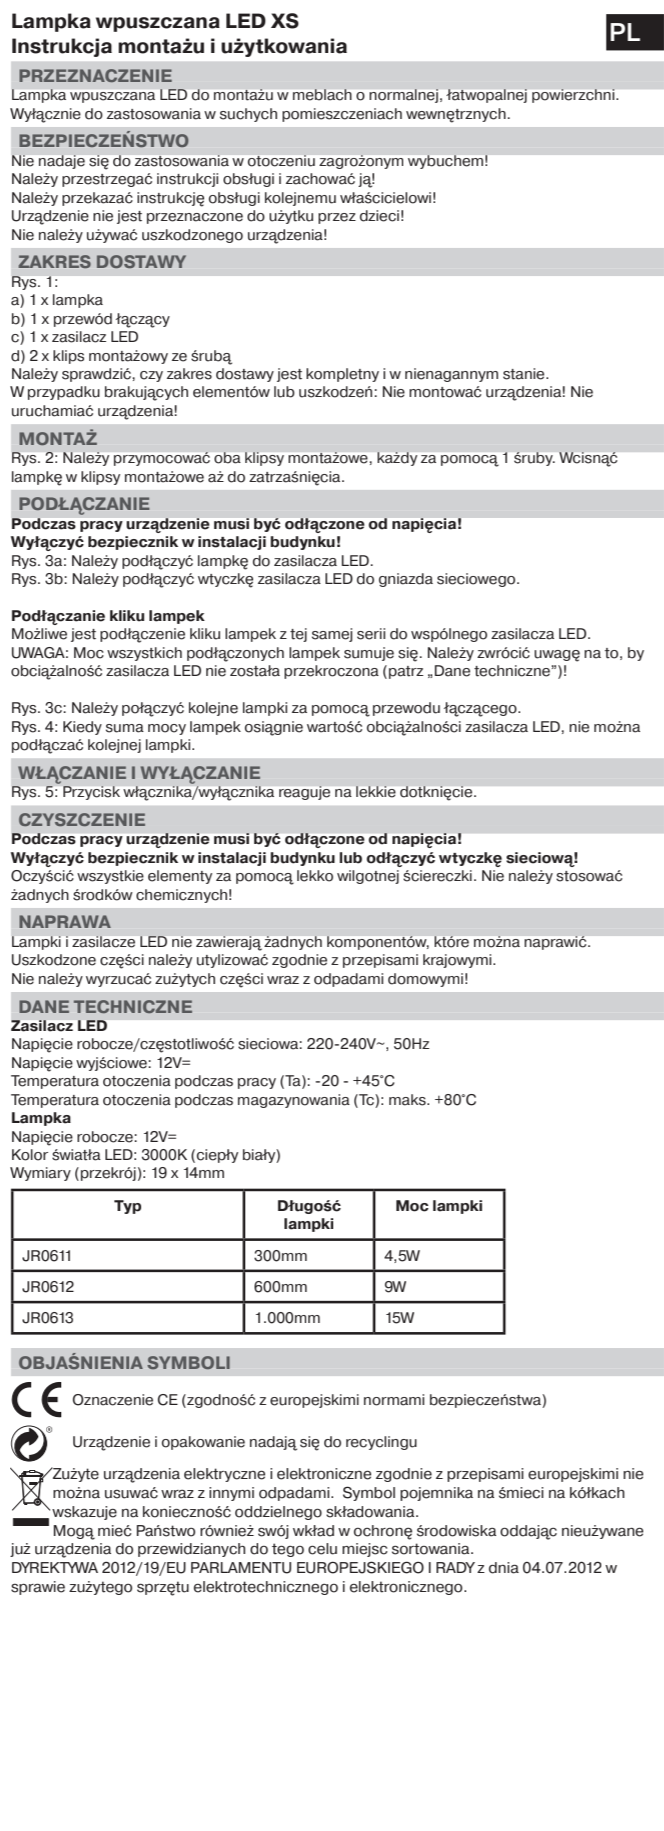 Lampka wpuszczana LED XS
Instrukcja montażu i użytkowania
PL
PRZEZNACZENIE
Lampka wpuszczana LED do montażu w meblach o normalnej, łatwopalnej powierzchni.
Wyłącznie do zastosowania w suchych pomieszczeniach wewnętrznych.
BEZPIECZEŃSTWO
Nie nadaje się do zastosowania w otoczeniu zagrożonym wybuchem!
Należy przestrzegać instrukcji obsługi i zachować ją!
Należy przekazać instrukcję obsługi kolejnemu właścicielowi!
Urządzenie nie jest przeznaczone do użytku przez dzieci!
Nie należy używać uszkodzonego urządzenia!
ZAKRES DOSTAWY
Rys. 1:
a) 1 x lampka
b) 1 x przewód łączący
c) 1 x zasilacz LED
d) 2 x klips montażowy ze śrubą
Należy sprawdzić, czy zakres dostawy jest kompletny i w nienagannym stanie.
W przypadku brakujących elementów lub uszkodzeń: Nie montować urządzenia! Nie
uruchamiać urządzenia!
MONTAŻ
Rys. 2: Należy przymocować oba klipsy montażowe, każdy za pomocą 1 śruby. Wcisnąć
lampkę w klipsy montażowe aż do zatrzaśnięcia.
PODŁĄCZANIE
Podczas pracy urządzenie musi być odłączone od napięcia!
Wyłączyć bezpiecznik w instalacji budynku!
Rys. 3a: Należy podłączyć lampkę do zasilacza LED.
Rys. 3b: Należy podłączyć wtyczkę zasilacza LED do gniazda sieciowego.
Podłączanie kliku lampek
Możliwe jest podłączenie kliku lampek z tej samej serii do wspólnego zasilacza LED.
UWAGA: Moc wszystkich podłączonych lampek sumuje się. Należy zwrócić uwagę na to, by
obciążalność zasilacza LED nie została przekroczona (patrz „Dane techniczne”)!
Rys. 3c: Należy połączyć kolejne lampki za pomocą przewodu łączącego.
Rys. 4: Kiedy suma mocy lampek osiągnie wartość obciążalności zasilacza LED, nie można
podłączać kolejnej lampki.
WŁĄCZANIE I WYŁĄCZANIE
Rys. 5: Przycisk włącznika/wyłącznika reaguje na lekkie dotknięcie.
CZYSZCZENIE
Podczas pracy urządzenie musi być odłączone od napięcia!
Wyłączyć bezpiecznik w instalacji budynku lub odłączyć wtyczkę sieciową!
Oczyścić wszystkie elementy za pomocą lekko wilgotnej ściereczki. Nie należy stosować
żadnych środków chemicznych!
NAPRAWA
Lampki i zasilacze LED nie zawierają żadnych komponentów, które można naprawić.
Uszkodzone części należy utylizować zgodnie z przepisami krajowymi.
Nie należy wyrzucać zużytych części wraz z odpadami domowymi!
DANE TECHNICZNE
Zasilacz LED
Napięcie robocze/częstotliwość sieciowa: 220-240V~, 50Hz
Napięcie wyjściowe: 12V=
Temperatura otoczenia podczas pracy (Ta): -20 - +45°C
Temperatura otoczenia podczas magazynowania (Tc): maks. +80°C
Lampka
Napięcie robocze: 12V=
Kolor światła LED: 3000K (ciepły biały)
Wymiary (przekrój): 19 x 14mm
Typ Długość lampki Moc lampki
JR0611 300mm 4,5W
JR0612 600mm 9W
JR0613 1.000mm 15W
OBJAŚNIENIA SYMBOLI
CE Oznaczenie CE (zgodność z europejskimi normami bezpieczeństwa)
® Urządzenie i opakowanie nadają się do recyclingu
Zużyte urządzenia elektryczne i elektroniczne zgodnie z przepisami europejskimi nie
można usuwać wraz z innymi odpadami. Symbol pojemnika na śmieci na kółkach
wskazuje na konieczność oddzielnego składowania.
Mogą mieć Państwo również swój wkład w ochronę środowiska oddając nieużywane
już urządzenia do przewidzianych do tego celu miejsc sortowania.
DYREKTYWA 2012/19/EU PARLAMENTU EUROPEJSKIEGO I RADY z dnia 04.07.2012 w
sprawie zużytego sprzętu elektrotechnicznego i elektronicznego.